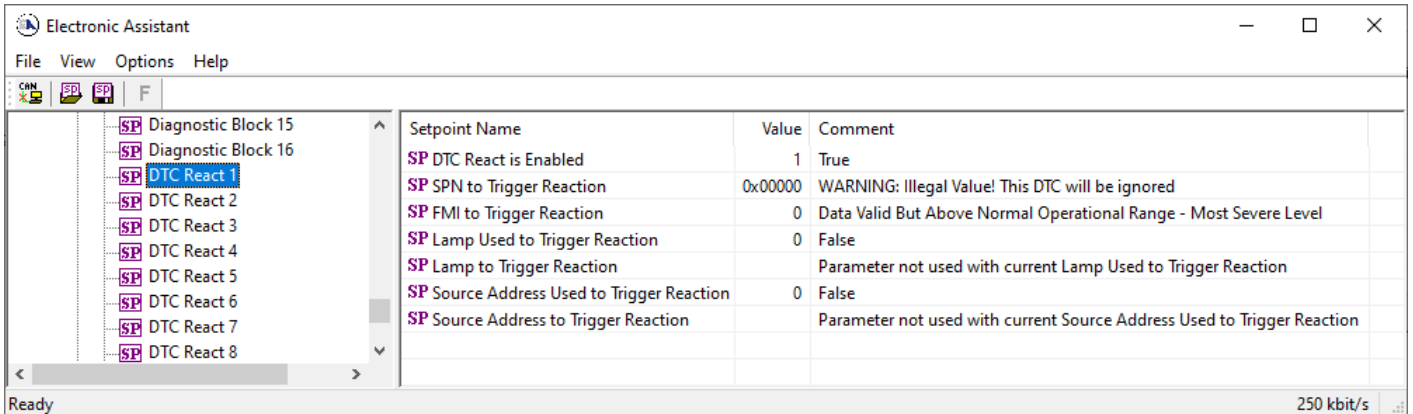 Electronic Assistant
File View Options Help
CAN SP SP F
SP Diagnostic Block 15
SP Diagnostic Block 16
SP DTC React 1
SP DTC React 2
SP DTC React 3
SP DTC React 4
SP DTC React 5
SP DTC React 6
SP DTC React 7
SP DTC React 8
Setpoint Name Value Comment
SP DTC React is Enabled 1 True
SP SPN to Trigger Reaction 0x00000 WARNING: Illegal Value! This DTC will be ignored
SP FMI to Trigger Reaction 0 Data Valid But Above Normal Operational Range - Most Severe Level
SP Lamp Used to Trigger Reaction 0 False
SP Lamp to Trigger Reaction Parameter not used with current Lamp Used to Trigger Reaction
SP Source Address Used to Trigger Reaction 0 False
SP Source Address to Trigger Reaction Parameter not used with current Source Address Used to Trigger Reaction
Ready 250 kbit/s